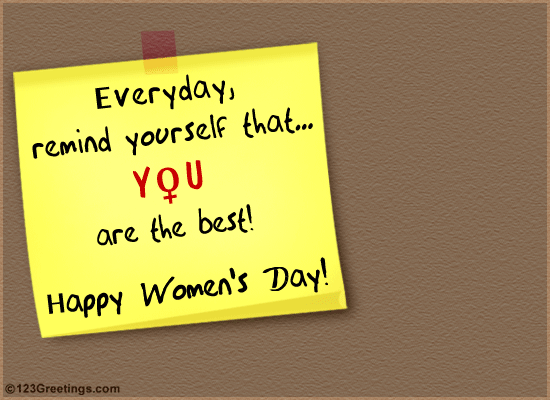 Everyday,
remind yourself that...
YOU
are the best!
Happy Women's Day!
©123Greetings.com